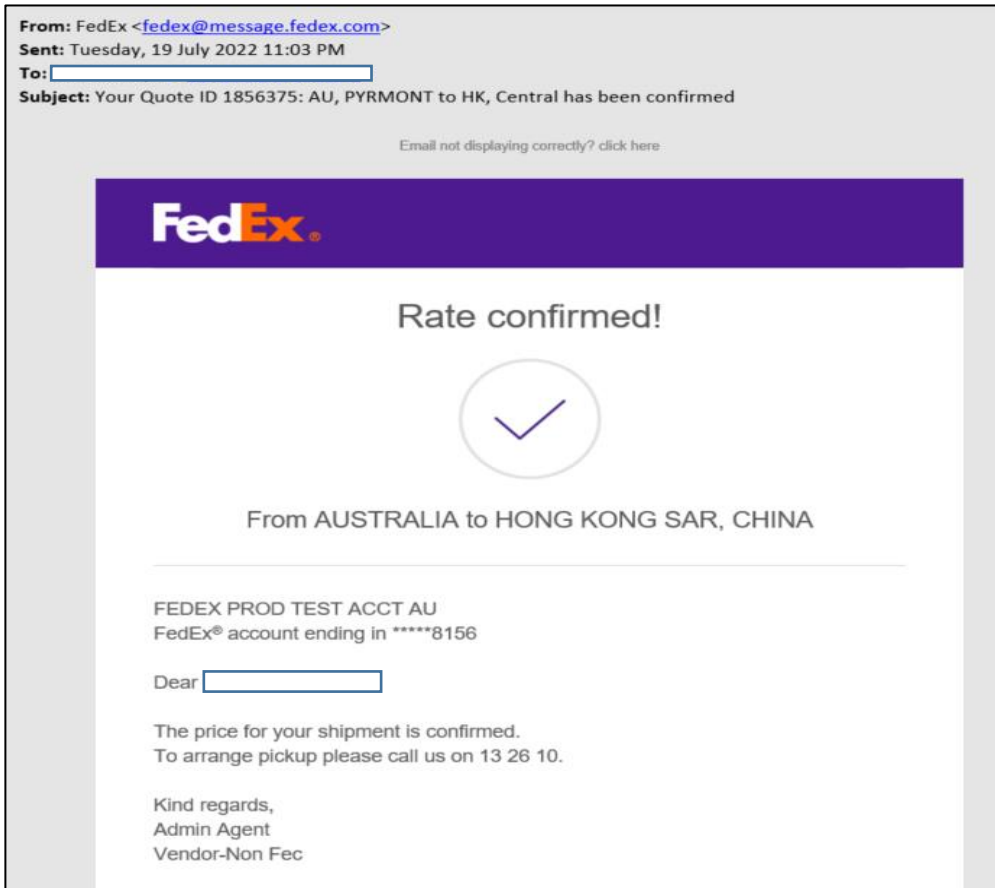 From: FedEx <fedex@message.fedex.com>
Sent: Tuesday, 19 July 2022 11:03 PM
To:
Subject: Your Quote ID 1856375: AU, PYRMONT to HK, Central has been confirmed
Email not displaying correctly? click here
FedEx®
Rate confirmed!
From AUSTRALIA to HONG KONG SAR, CHINA
FEDEX PROD TEST ACCT AU
FedEx® account ending in *****8156
Dear
The price for your shipment is confirmed.
To arrange pickup please call us on 13 26 10.
Kind regards,
Admin Agent
Vendor-Non Fec